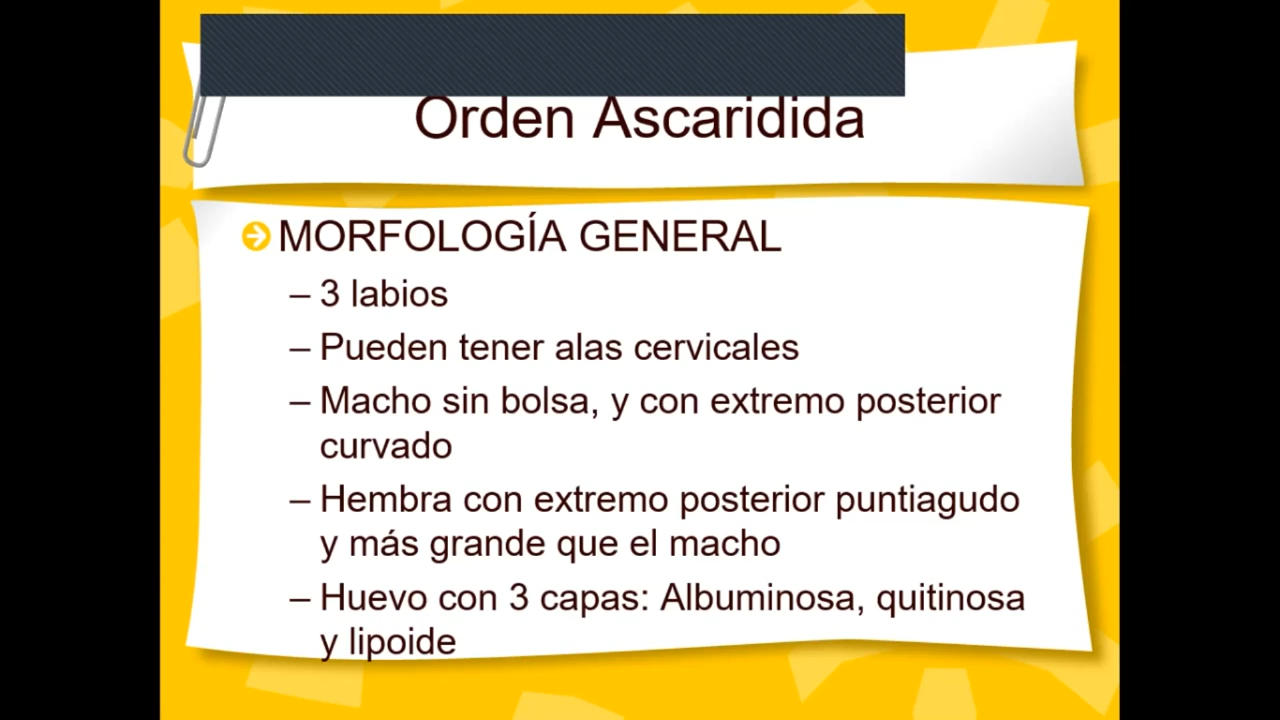 Orden Ascaridida
MORFOLOGÍA GENERAL
– 3 labios
– Pueden tener alas cervicales
– Macho sin bolsa, y con extremo posterior
curvado
– Hembra con extremo posterior puntiagudo
y más grande que el macho
– Huevo con 3 capas: Albuminosa, quitinosa
y lipoide